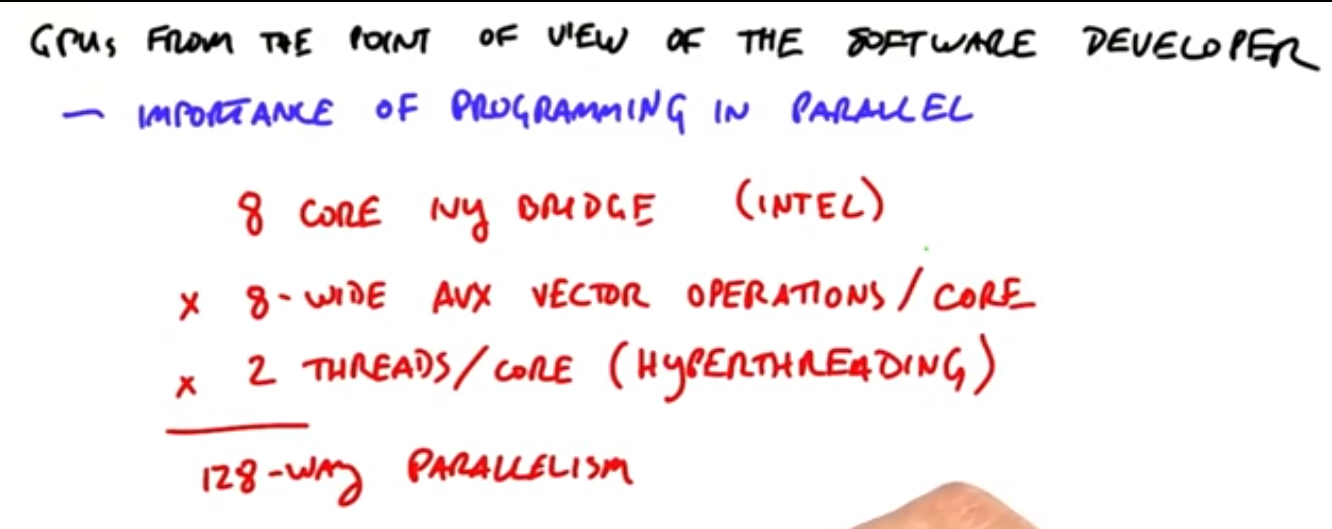 GPUs FROM THE POINT OF VIEW OF THE SOFTWARE DEVELOPER
— IMPORTANCE OF PROGRAMMING IN PARALLEL
8 CORE IVY BRIDGE (INTEL)
x 8-WIDE AVX VECTOR OPERATIONS/CORE
x 2 THREADS/CORE (HYPERTHREADING)
128-WAY PARALLELISM